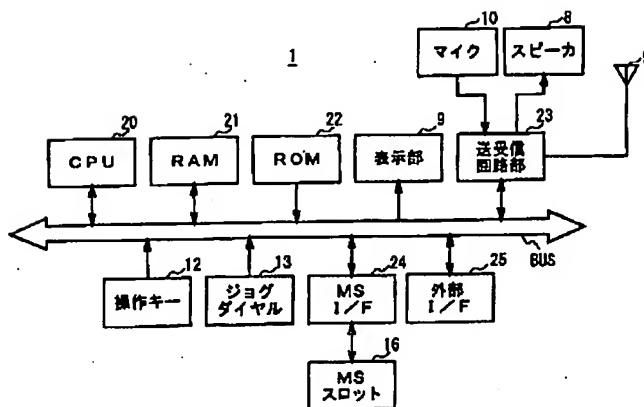 10
8
マイク
スピーカ
1
20
21
22
9
23
CPU
RAM
ROM
表示部
送受信
回路部
BUS
12
13
24
25
操作キー
ジョグ
ダイヤル
MS
I/F
外部
I/F
16
MS
スロット